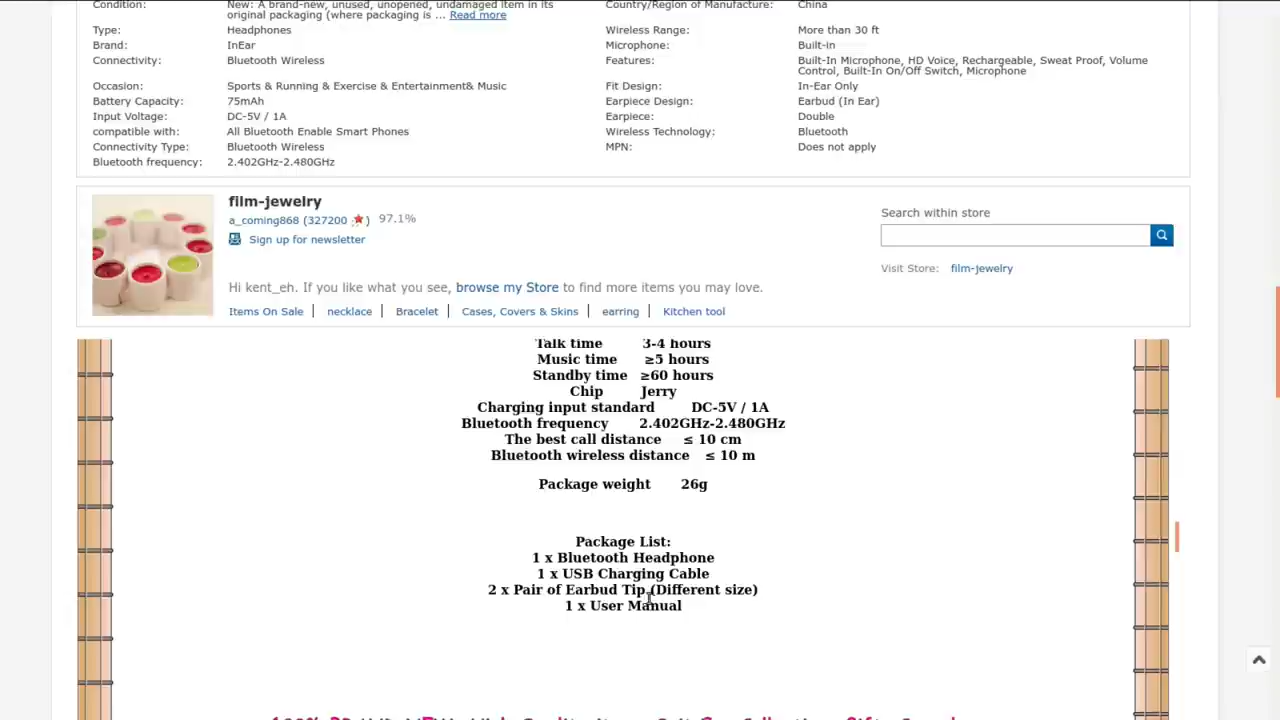 Condition: New: A brand-new, unused, unopened, undamaged item in its original packaging (where packaging is ... Read more
Country/Region of Manufacture: China
Type: Headphones
Wireless Range: More than 30 ft
Brand: InEar
Microphone: Built-in
Connectivity: Bluetooth Wireless
Features: Built-In Microphone, HD Voice, Rechargeable, Sweat Proof, Volume
Control, Built-In On/Off Switch, Microphone
Occasion: Sports & Running & Exercise & Entertainment& Music
Fit Design: In-Ear Only
Battery Capacity: 75mAh
Earpiece Design: Earbud (In Ear)
Input Voltage: DC-5V / 1A
Earpiece: Double
compatible with: All Bluetooth Enable Smart Phones
Wireless Technology: Bluetooth
Connectivity Type: Bluetooth Wireless
MPN: Does not apply
Bluetooth frequency: 2.402GHz-2.480GHz
film-jewelry
a_coming868 (327200 ) 97.1%
Sign up for newsletter
Search within store
Visit Store: film-jewelry
Hi kent_eh. If you like what you see, browse my Store to find more items you may love.
Items On Sale | necklace | Bracelet | Cases, Covers & Skins | earring | Kitchen tool
Talk time 3-4 hours
Music time ≥5 hours
Standby time ≥60 hours
Chip Jerry
Charging input standard DC-5V / 1A
Bluetooth frequency 2.402GHz-2.480GHz
The best call distance ≤ 10 cm
Bluetooth wireless distance ≤ 10 m
Package weight 26g
Package List:
1 x Bluetooth Headphone
1 x USB Charging Cable
2 x Pair of Earbud Tip (Different size)
1 x User Manual